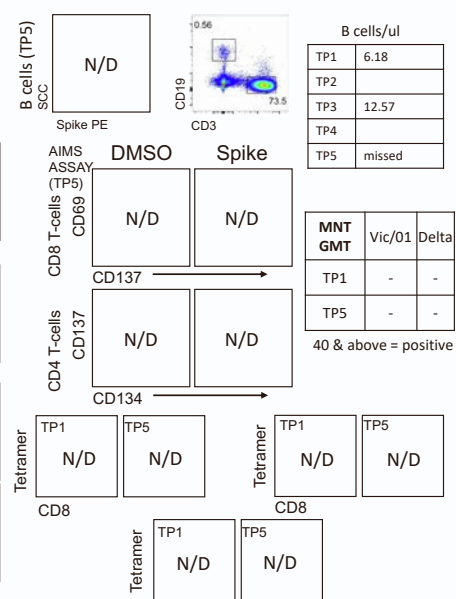 B cells (TP5)
SCC
N/D
Spike PE
0.56
CD19
73.5
CD3
B cells/ul
TP1 6.18
TP2
TP3 12.57
TP4
TP5 missed
AIMS
ASSAY
(TP5)
DMSO Spike
CD8 T-cells
CD69
N/D N/D
CD137
CD4 T-cells
CD137
N/D N/D
CD134
MNT
GMT
Vic/01 Delta
TP1 - -
TP5 - -
40 & above = positive
Tetramer
TP1 TP5
N/D N/D
CD8
Tetramer
TP1 TP5
N/D N/D
CD8
Tetramer
TP1 TP5
N/D N/D